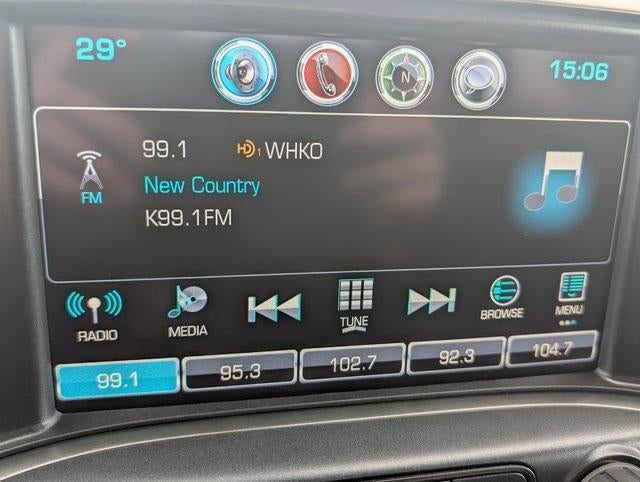 29° N 15:06
99.1 HD1 WHKO
New Country
FM K99.1FM
RADIO MEDIA TUNE BROWSE MENU
99.1 95.3 102.7 92.3 104.7